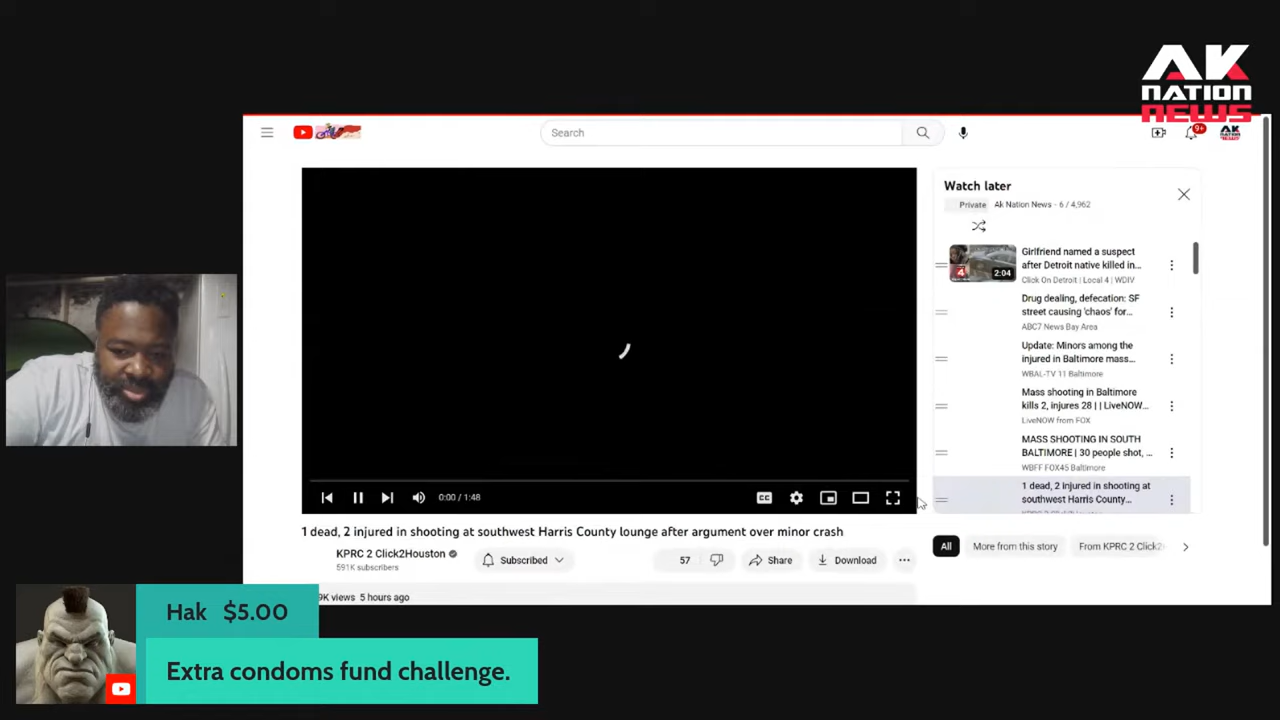 AK
NATION
NEWS
Search
9+
Watch later
Private Ak Nation News - 6 / 4,962
Girlfriend named a suspect
after Detroit native killed in...
Click On Detroit | Local 4 | WDIV
4
2:04
Drug dealing, defecation: SF
street causing 'chaos' for...
ABC7 News Bay Area
Update: Minors among the
injured in Baltimore mass...
WBAL-TV 11 Baltimore
Mass shooting in Baltimore
kills 2, injures 28 | | LiveNOW...
LiveNOW from FOX
MASS SHOOTING IN SOUTH
BALTIMORE | 30 people shot, ...
WBFF FOX45 Baltimore
1 dead, 2 injured in shooting at
southwest Harris County...
0:00 / 1:48
CC
1 dead, 2 injured in shooting at southwest Harris County lounge after argument over minor crash
KPRC 2 Click2Houston
591K subscribers
Subscribed
57
Share
Download
All
More from this story
From KPRC 2 Click2
9K views 5 hours ago
Hak $5.00
Extra condoms fund challenge.